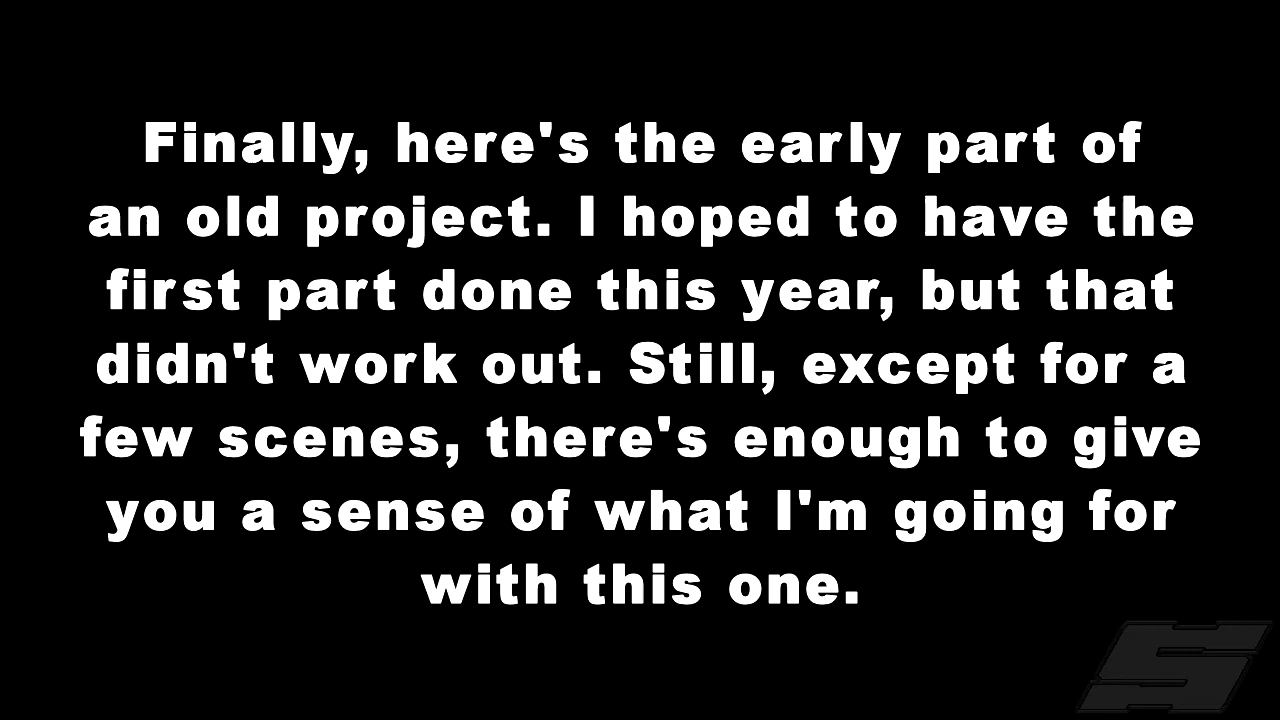 Finally, here's the early part of
an old project. I hoped to have the
first part done this year, but that
didn't work out. Still, except for a
few scenes, there's enough to give
you a sense of what I'm going for
with this one.
S